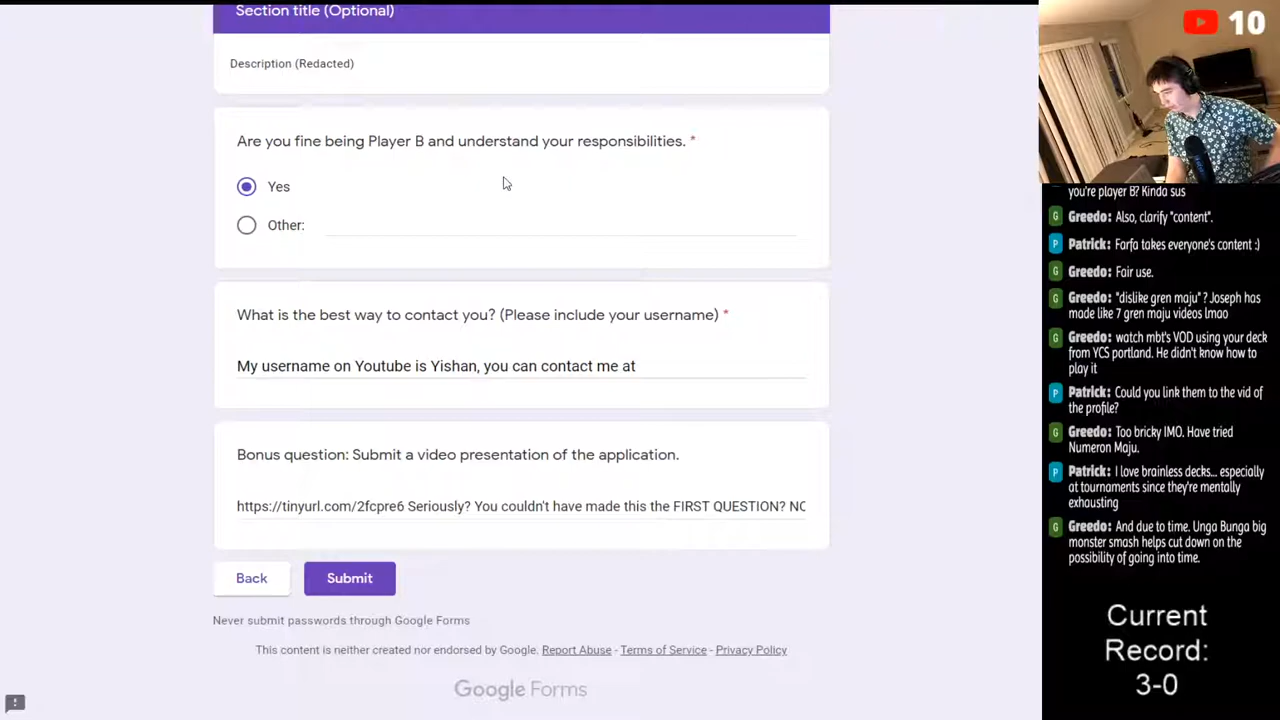 Section title (Optional)
Description (Redacted)
Are you fine being Player B and understand your responsibilities. *
Yes
Other:
What is the best way to contact you? (Please include your username) *
My username on Youtube is Yishan, you can contact me at
Bonus question: Submit a video presentation of the application.
https://tinyurl.com/2fcpre6 Seriously? You couldn't have made this the FIRST QUESTION? NO
Back
Submit
Never submit passwords through Google Forms
This content is neither created nor endorsed by Google. Report Abuse - Terms of Service - Privacy Policy
Google Forms
10
you're player B? Kinda sus
G Greedo: Also, clarify "content".
P Patrick: Farfa takes everyone's content :)
G Greedo: Fair use.
G Greedo: "dislike gren maju" ? Joseph has
made like 7 gren maju videos lmao
G Greedo: watch mbt's VOD using your deck
from YCS portland. He didn't know how to
play it
P Patrick: Could you link them to the vid of
the profile?
G Greedo: Too bricky IMO. Have tried
Numeron Maju.
P Patrick: I love brainless decks... especially
at tournaments since they're mentally
exhausting
G Greedo: And due to time. Unga Bunga big
monster smash helps cut down on the
possibility of going into time.
Current
Record:
3-0